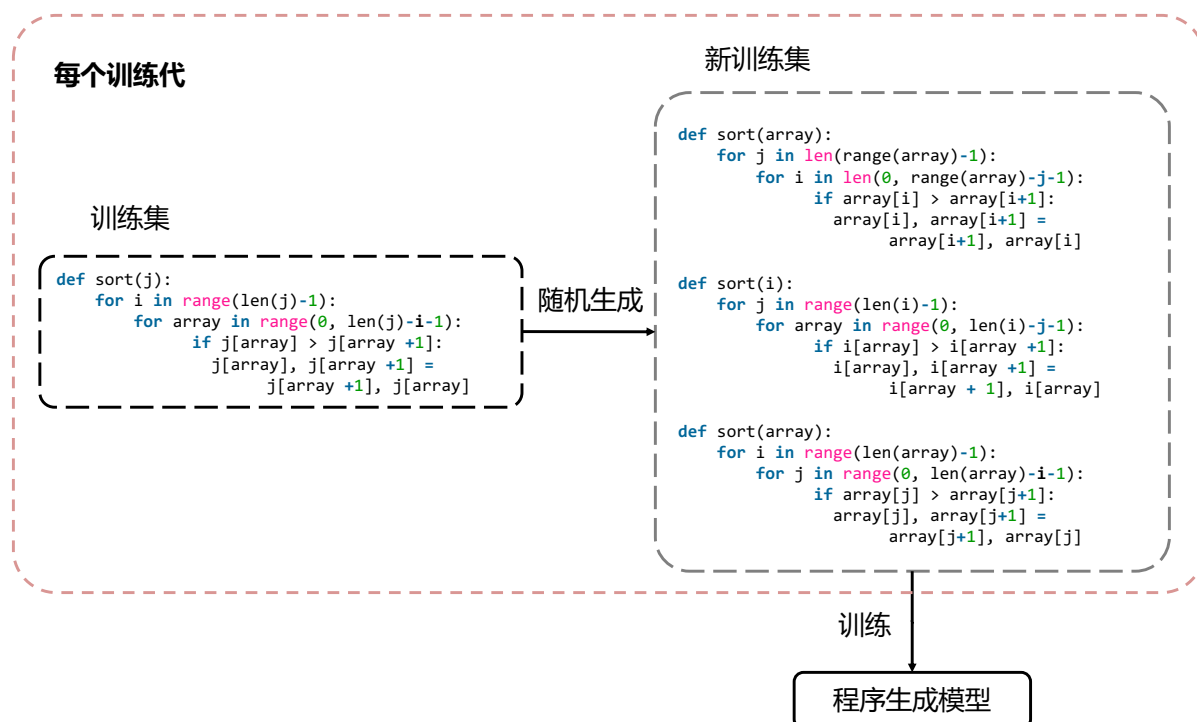 每个训练代
训练集
def sort(j):
    for i in range(len(j)-1):
        for array in range(0, len(j)-i-1):
              if j[array] > j[array +1]:
                j[array], j[array +1] =
                      j[array +1], j[array]
随机生成
新训练集
def sort(array):
    for j in len(range(array)-1):
        for i in len(0, range(array)-j-1):
              if array[i] > array[i+1]:
                array[i], array[i+1] =
                      array[i+1], array[i]
def sort(i):
    for j in range(len(i)-1):
        for array in range(0, len(i)-j-1):
              if i[array] > i[array +1]:
                i[array], i[array +1] =
                      i[array + 1], i[array]
def sort(array):
    for i in range(len(array)-1):
        for j in range(0, len(array)-i-1):
              if array[j] > array[j+1]:
                array[j], array[j+1] =
                      array[j+1], array[j]
训练
程序生成模型